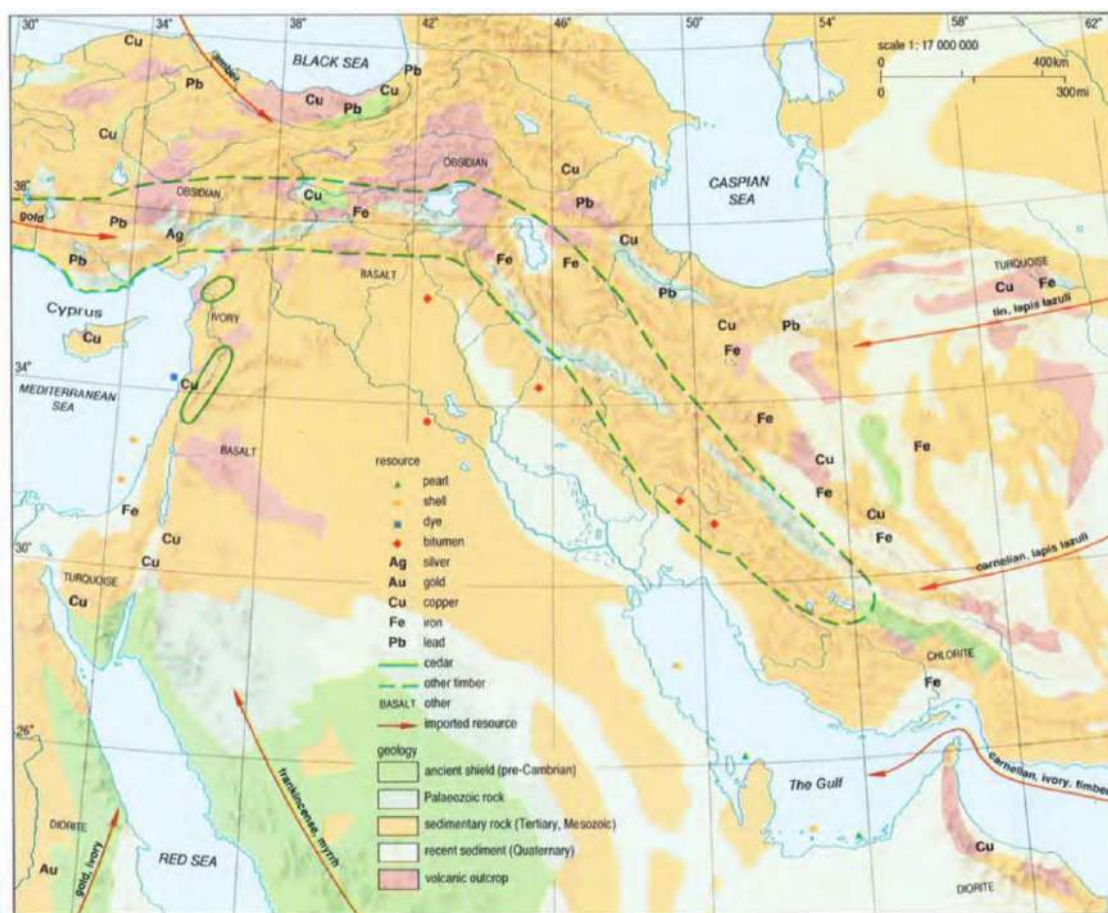 30° 34° 38° 42° 46° 50° 54° 58° 62°
Cu
BLACK SEA
scale 1: 17 000 000
0 400km
0 300mi
amber
Pb
Pb
Cu
Cu
Pb
Cu
OBSIDIAN
Cu
CASPIAN
SEA
38°
OBSIDIAN
Cu
Pb
gold
Pb
Ag
Fe
Cu
Pb
Fe
Fe
Pb
TURQUOISE
Cu
Fe
BASALT
tin, lapis lazuli
Cyprus
Cu
IVORY
Cu
Pb
Fe
34°
MEDITERRANEAN
SEA
Cu
Fe
Fe
BASALT
Cu
Fe
resource
pearl
shell
dye
bitumen
Ag silver
Au gold
Cu copper
Fe iron
Pb lead
cedar
other timber
BASALT other
imported resource
geology
ancient shield (pre-Cambrian)
Palaeozoic rock
sedimentary rock (Tertiary, Mesozoic)
recent sediment (Quaternary)
volcanic outcrop
Fe
Cu
Cu
Fe
30°
Cu
TURQUOISE
Cu
carnelian, lapis lazuli
CHLORITE
Fe
26°
frankincense, myrrh
The Gulf
carnelian, ivory, timber
DIORITE
Au
gold, ivory
RED SEA
Cu
DIORITE